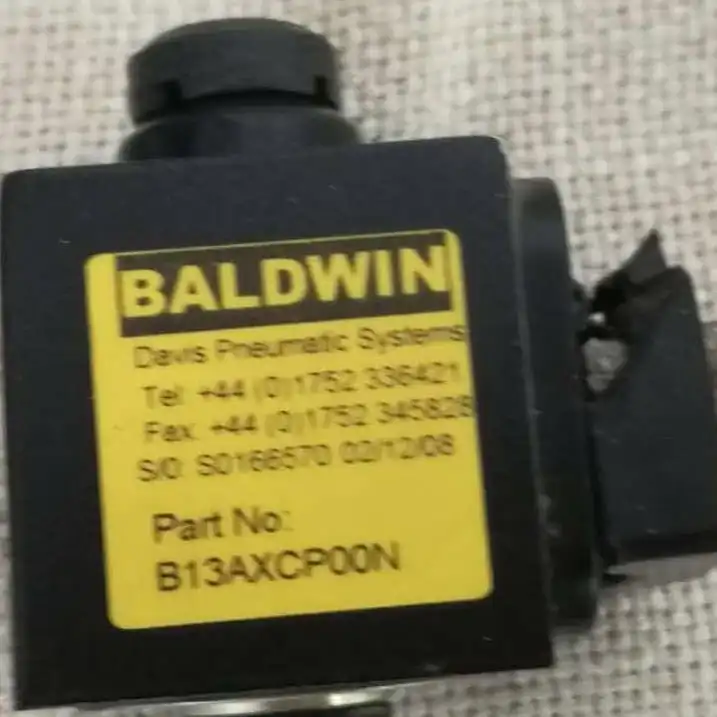 BALDWIN
Davis Pneumatic Systems
Tel: +44 (0)1752 336421
Fax: +44 (0)1752 345828
S/0: S0166570 02/12/08
Part No:
B13AXCP00N